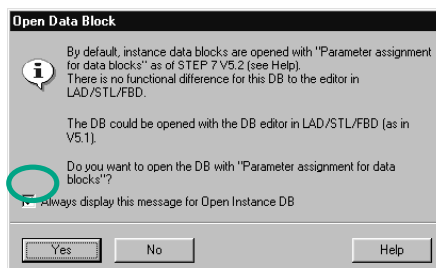 Open Data Block
By default, instance data blocks are opened with "Parameter assignment
for data blocks" as of STEP 7 V5.2 (see Help).
There is no functional difference for this DB to the editor in
LAD/STL/FBD.
The DB could be opened with the DB editor in LAD/STL/FBD (as in
V5.1).
Do you want to open the DB with "Parameter assignment for data
blocks"?
Always display this message for Open Instance DB
Yes No Help